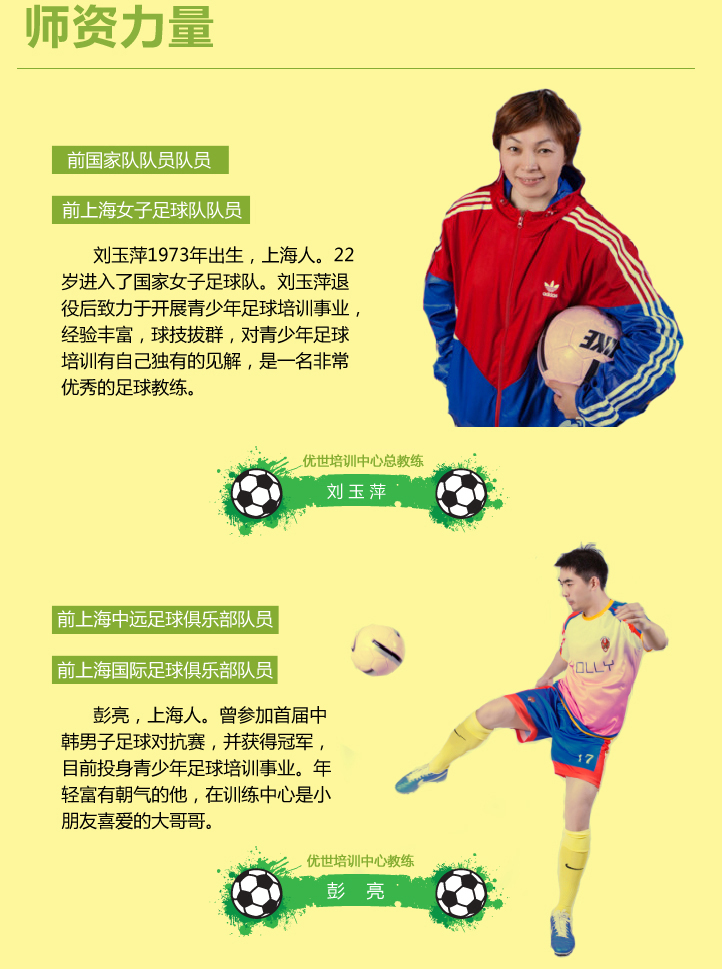 师资力量
前国家队队员队员
前上海女子足球队队员
刘玉萍1973年出生，上海人。22
岁进入了国家女子足球队。刘玉萍退
役后致力于开展青少年足球培训事业，
经验丰富，球技拔群，对青少年足球
培训有自己独有的见解，是一名非常
优秀的足球教练。
adidas
NIKE
优世培训中心总教练
刘玉萍
前上海中远足球俱乐部队员
前上海国际足球俱乐部队员
彭亮，上海人。曾参加首届中
韩男子足球对抗赛，并获得冠军，
目前投身青少年足球培训事业。年
轻富有朝气的他，在训练中心是小
朋友喜爱的大哥哥。
OLLY
17
优世培训中心教练
彭 亮